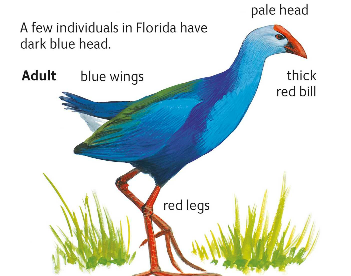 pale head
A few individuals in Florida have
dark blue head.
Adult
blue wings
thick
red bill
red legs